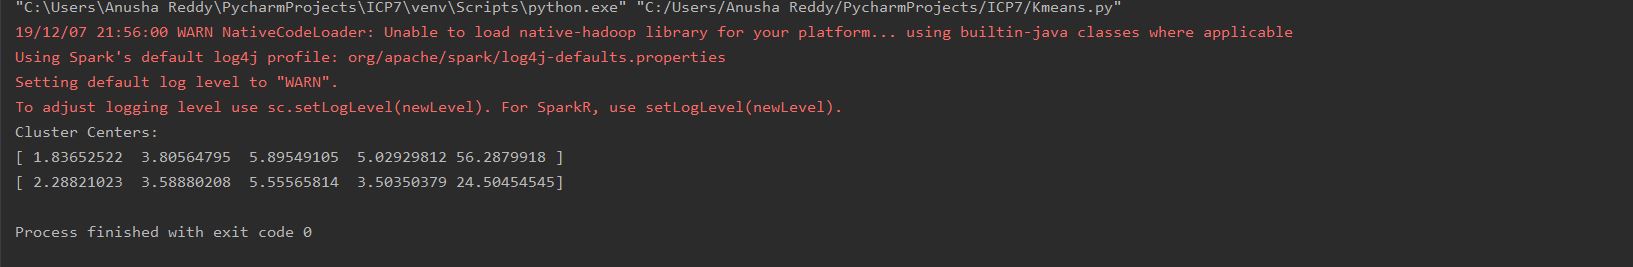 "C:\Users\Anusha Reddy\PycharmProjects\ICP7\venv\Scripts\python.exe" "C:/Users/Anusha Reddy/PycharmProjects/ICP7/Kmeans.py"
19/12/07 21:56:00 WARN NativeCodeLoader: Unable to load native-hadoop library for your platform... using builtin-java classes where applicable
Using Spark's default log4j profile: org/apache/spark/log4j-defaults.properties
Setting default log level to "WARN".
To adjust logging level use sc.setLogLevel(newLevel). For SparkR, use setLogLevel(newLevel).
Cluster Centers:
[ 1.83652522  3.80564795  5.89549105  5.02929812 56.2879918 ]
[ 2.28821023  3.58880208  5.55565814  3.50350379 24.50454545]
Process finished with exit code 0